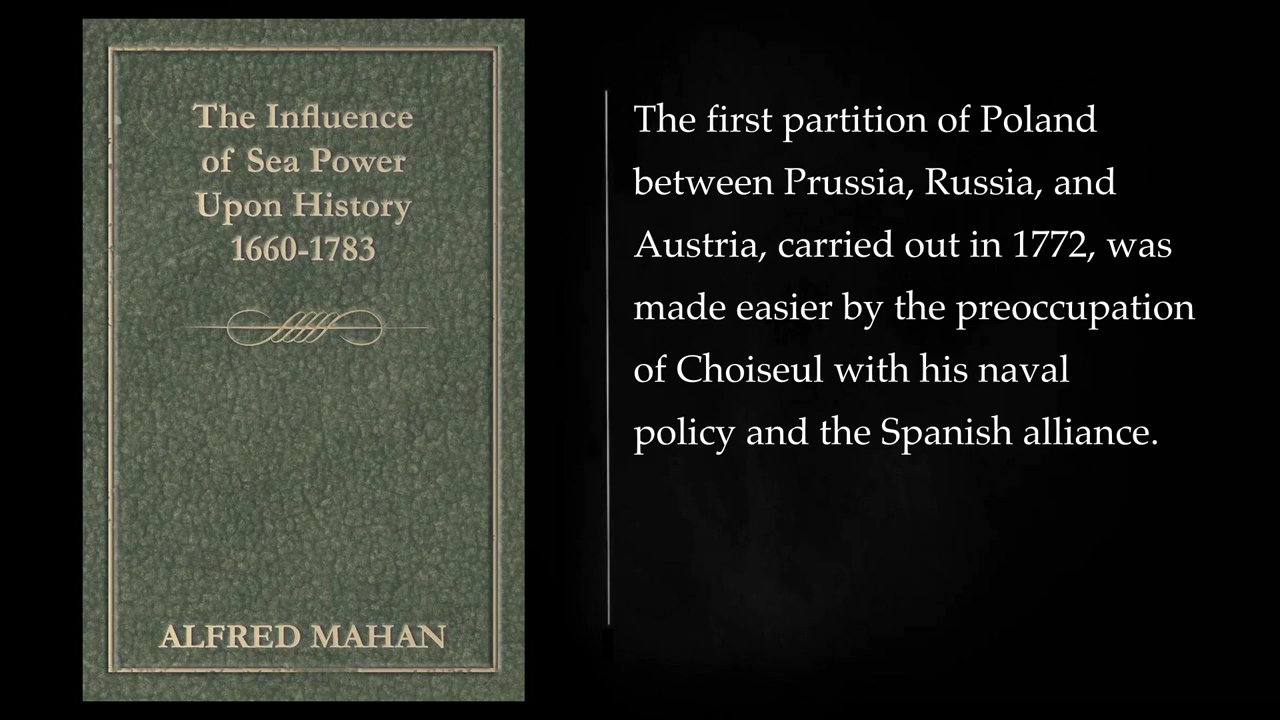 The Influence
of Sea Power
Upon History
1660-1783
ALFRED MAHAN
The first partition of Poland
between Prussia, Russia, and
Austria, carried out in 1772, was
made easier by the preoccupation
of Choiseul with his naval
policy and the Spanish alliance.